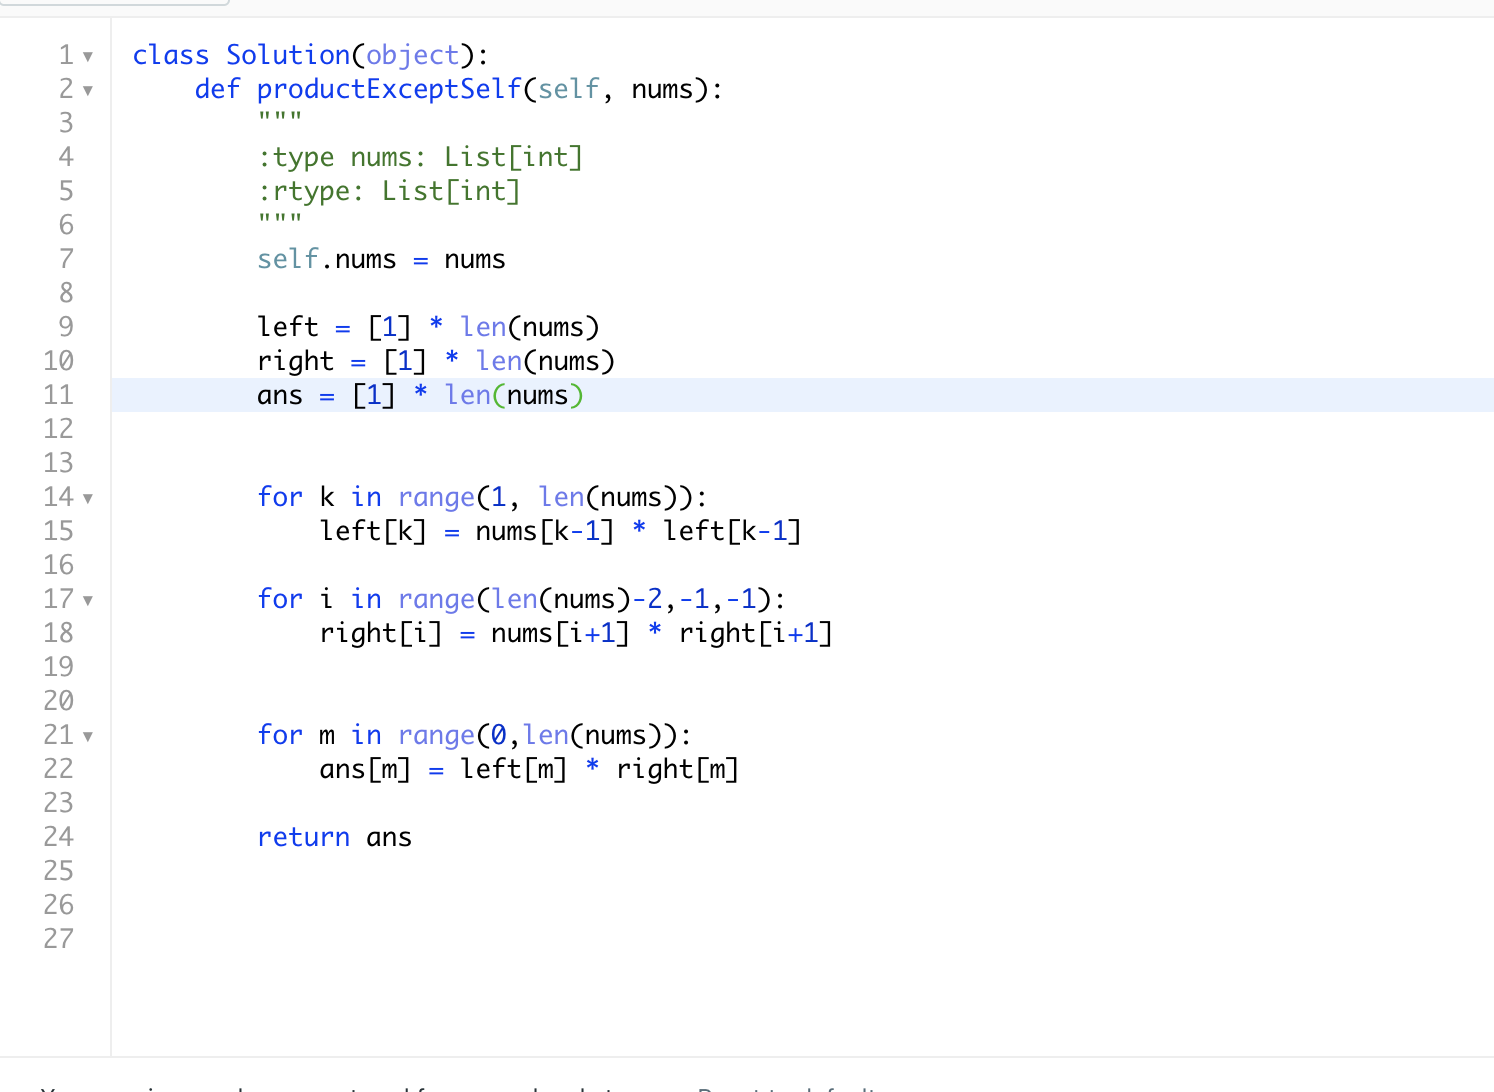 1 class Solution(object):
2     def productExceptSelf(self, nums):
3         """
4         :type nums: List[int]
5         :rtype: List[int]
6         """
7         self.nums = nums
8
9         left = [1] * len(nums)
10         right = [1] * len(nums)
11         ans = [1] * len(nums)
12
13
14         for k in range(1, len(nums)):
15             left[k] = nums[k-1] * left[k-1]
16
17         for i in range(len(nums)-2,-1,-1):
18             right[i] = nums[i+1] * right[i+1]
19
20
21         for m in range(0,len(nums)):
22             ans[m] = left[m] * right[m]
23
24         return ans
25
26
27